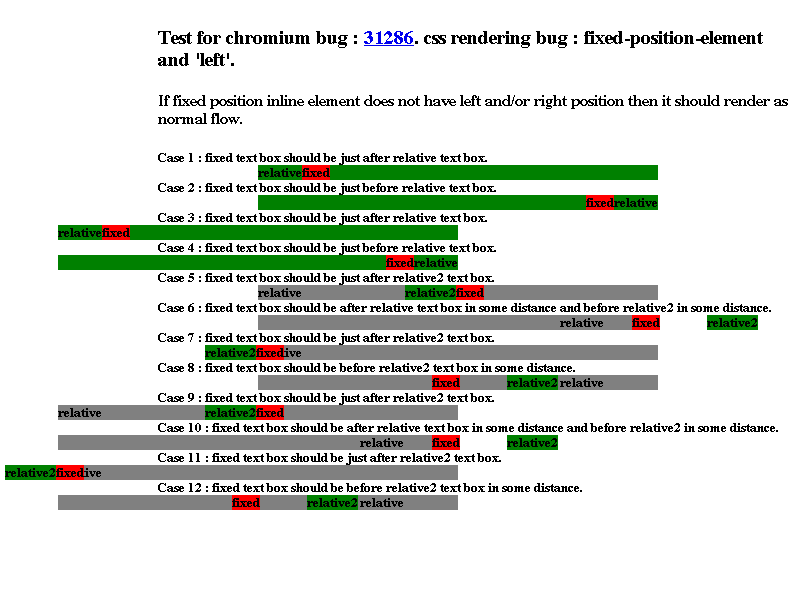 Test for chromium bug : 31286. css rendering bug : fixed-position-element
and 'left'.
If fixed position inline element does not have left and/or right position then it should render as
normal flow.
Case 1 : fixed text box should be just after relative text box.
relativefixed
Case 2 : fixed text box should be just before relative text box.
fixedrelative
Case 3 : fixed text box should be just after relative text box.
relativefixed
Case 4 : fixed text box should be just before relative text box.
fixedrelative
Case 5 : fixed text box should be just after relative2 text box.
relative relative2fixed
Case 6 : fixed text box should be after relative text box in some distance and before relative2 in some distance.
relative fixed relative2
Case 7 : fixed text box should be just after relative2 text box.
relative2fixedive
Case 8 : fixed text box should be before relative2 text box in some distance.
fixed relative2 relative
Case 9 : fixed text box should be just after relative2 text box.
relative relative2fixed
Case 10 : fixed text box should be after relative text box in some distance and before relative2 in some distance.
relative fixed relative2
Case 11 : fixed text box should be just after relative2 text box.
relative2fixedive
Case 12 : fixed text box should be before relative2 text box in some distance.
fixed relative2 relative